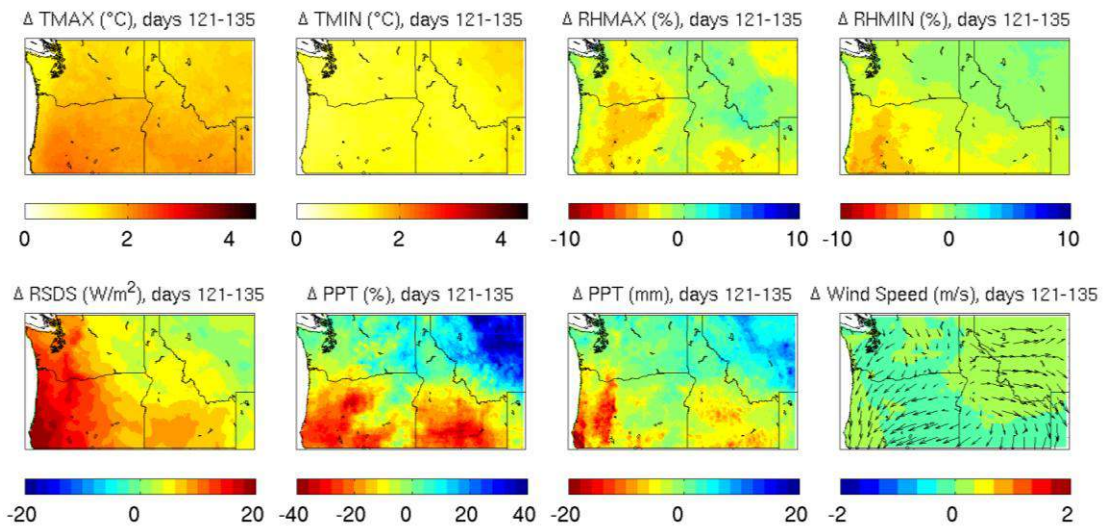 Δ TMAX (°C), days 121-135
Δ TMIN (°C), days 121-135
Δ RHMAX (%), days 121-135
Δ RHMIN (%), days 121-135
0 2 4
0 2 4
-10 0 10
-10 0 10
Δ RSDS (W/m²), days 121-135
Δ PPT (%), days 121-135
Δ PPT (mm), days 121-135
Δ Wind Speed (m/s), days 121-135
-20 0 20
-40 -20 0 20 40
-20 0 20
-2 0 2